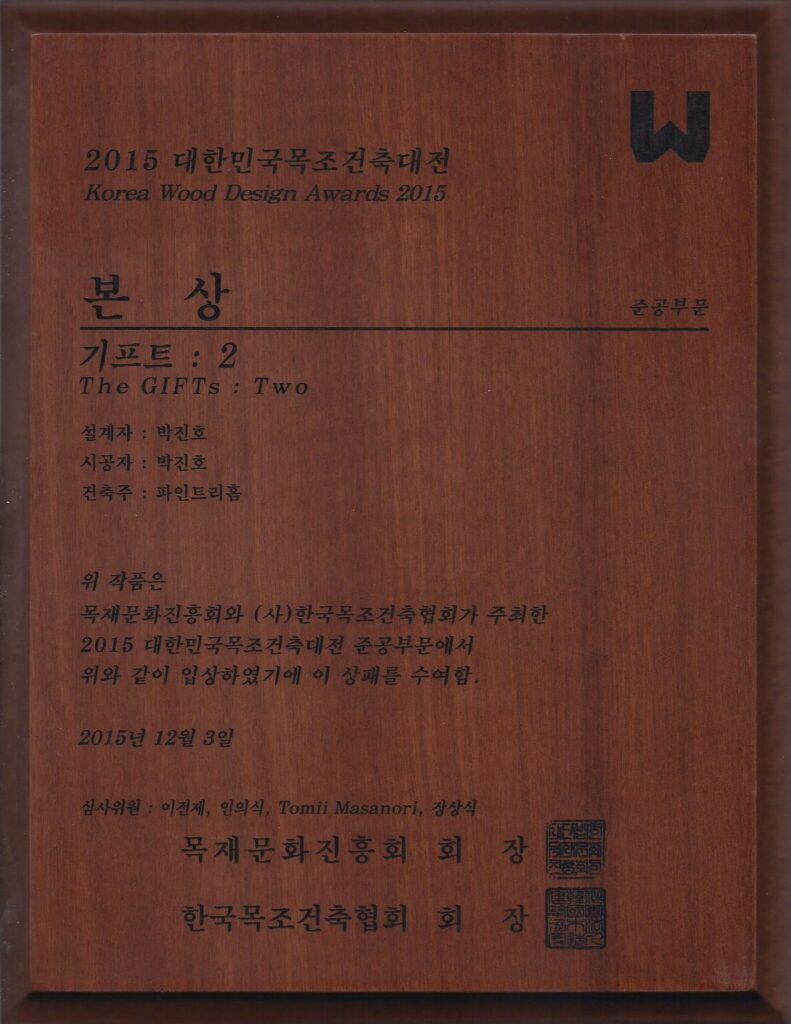 W
2015 대한민국목조건축대전
Korea Wood Design Awards 2015
본 상
준공부문
기프트 : 2
The GIFTs : Two
설계자 : 박진호
시공자 : 박진호
건축주 : 파인트리홈
위 작품은
목재문화진흥회와 (사)한국목조건축협회가 주최한
2015 대한민국목조건축대전 준공부문에서
위와 같이 입상하였기에 이 상패를 수여함.
2015년 12월 3일
심사위원 : 이전제, 인의식, Tomii Masanori, 장상식
목재문화진흥회 회 장
한국목조건축협회 회 장